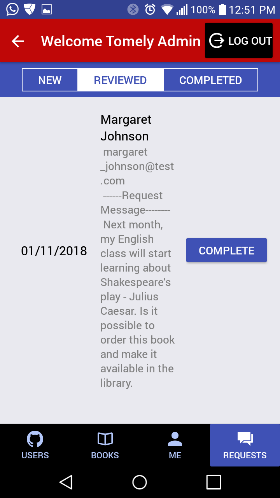 100% 12:51 PM
Welcome Tomely Admin LOG OUT
NEW REVIEWED COMPLETED
Margaret
Johnson
margaret
_johnson@test
.com
------Request
Message--------
Next month,
my English
class will start
learning about
Shakespeare's
play - Julius
Caesar. Is it
possible to
order this book
and make it
available in the
library.
01/11/2018
COMPLETE
USERS BOOKS ME REQUESTS